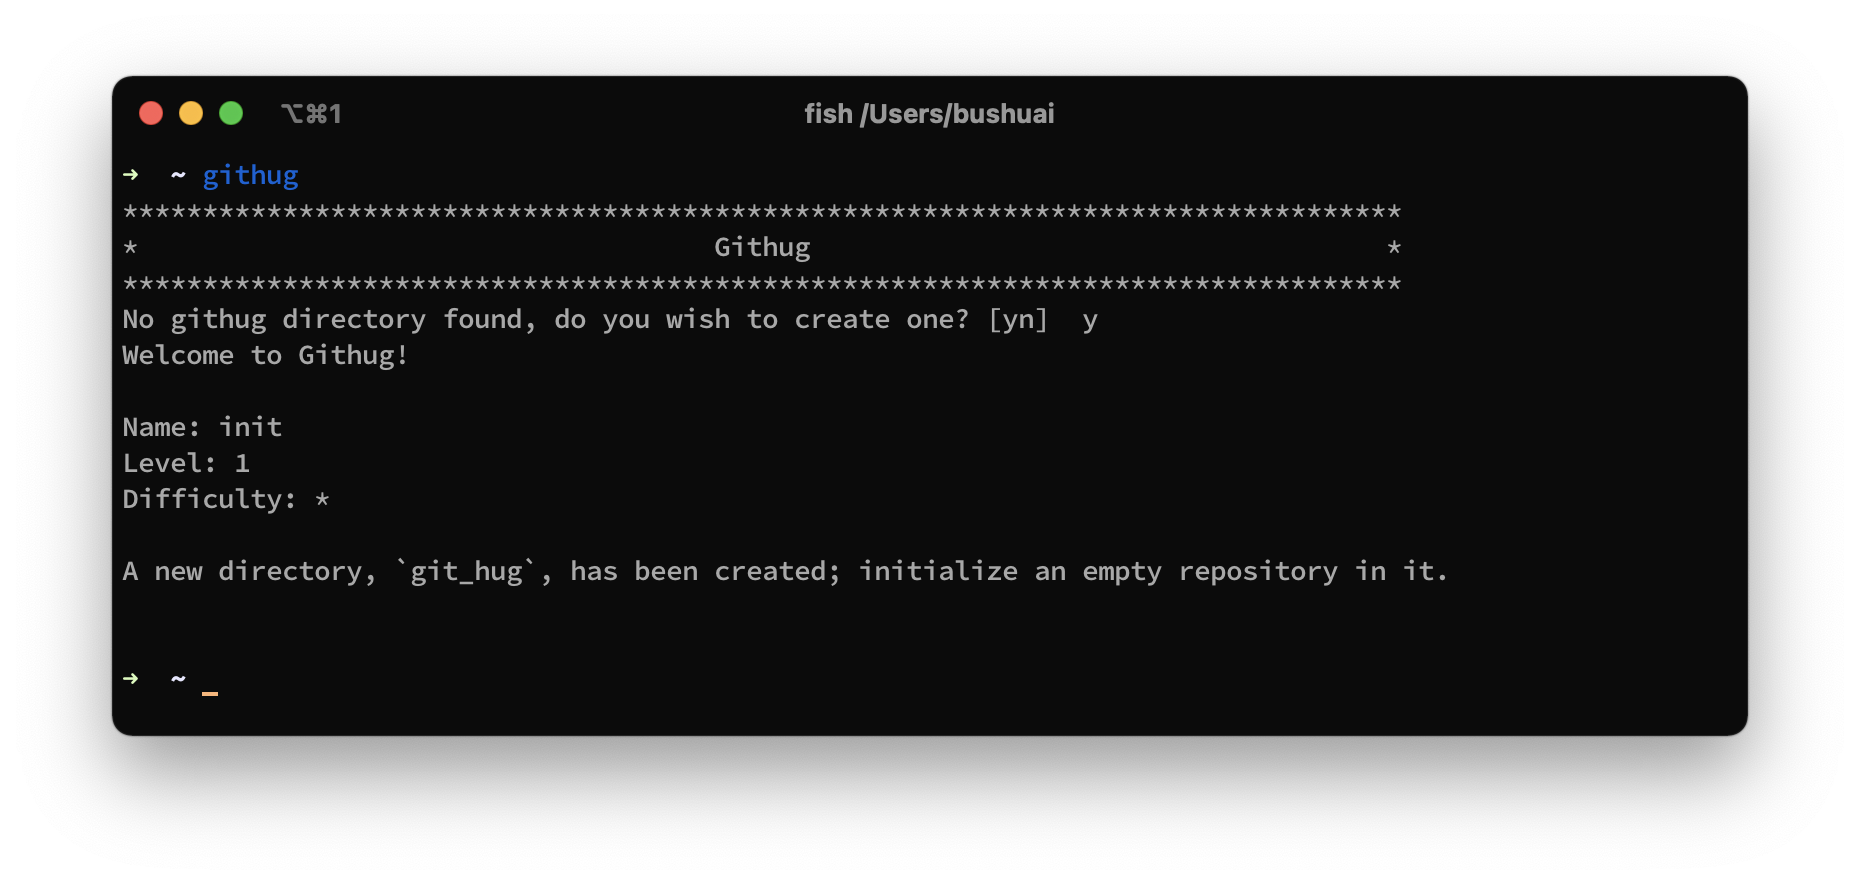 ⌥⌘1 fish /Users/bushuai
→ ~ githug
********************************************************************************
* Githug *
********************************************************************************
No githug directory found, do you wish to create one? [yn] y
Welcome to Githug!
Name: init
Level: 1
Difficulty: *
A new directory, `git_hug`, has been created; initialize an empty repository in it.
→ ~ _